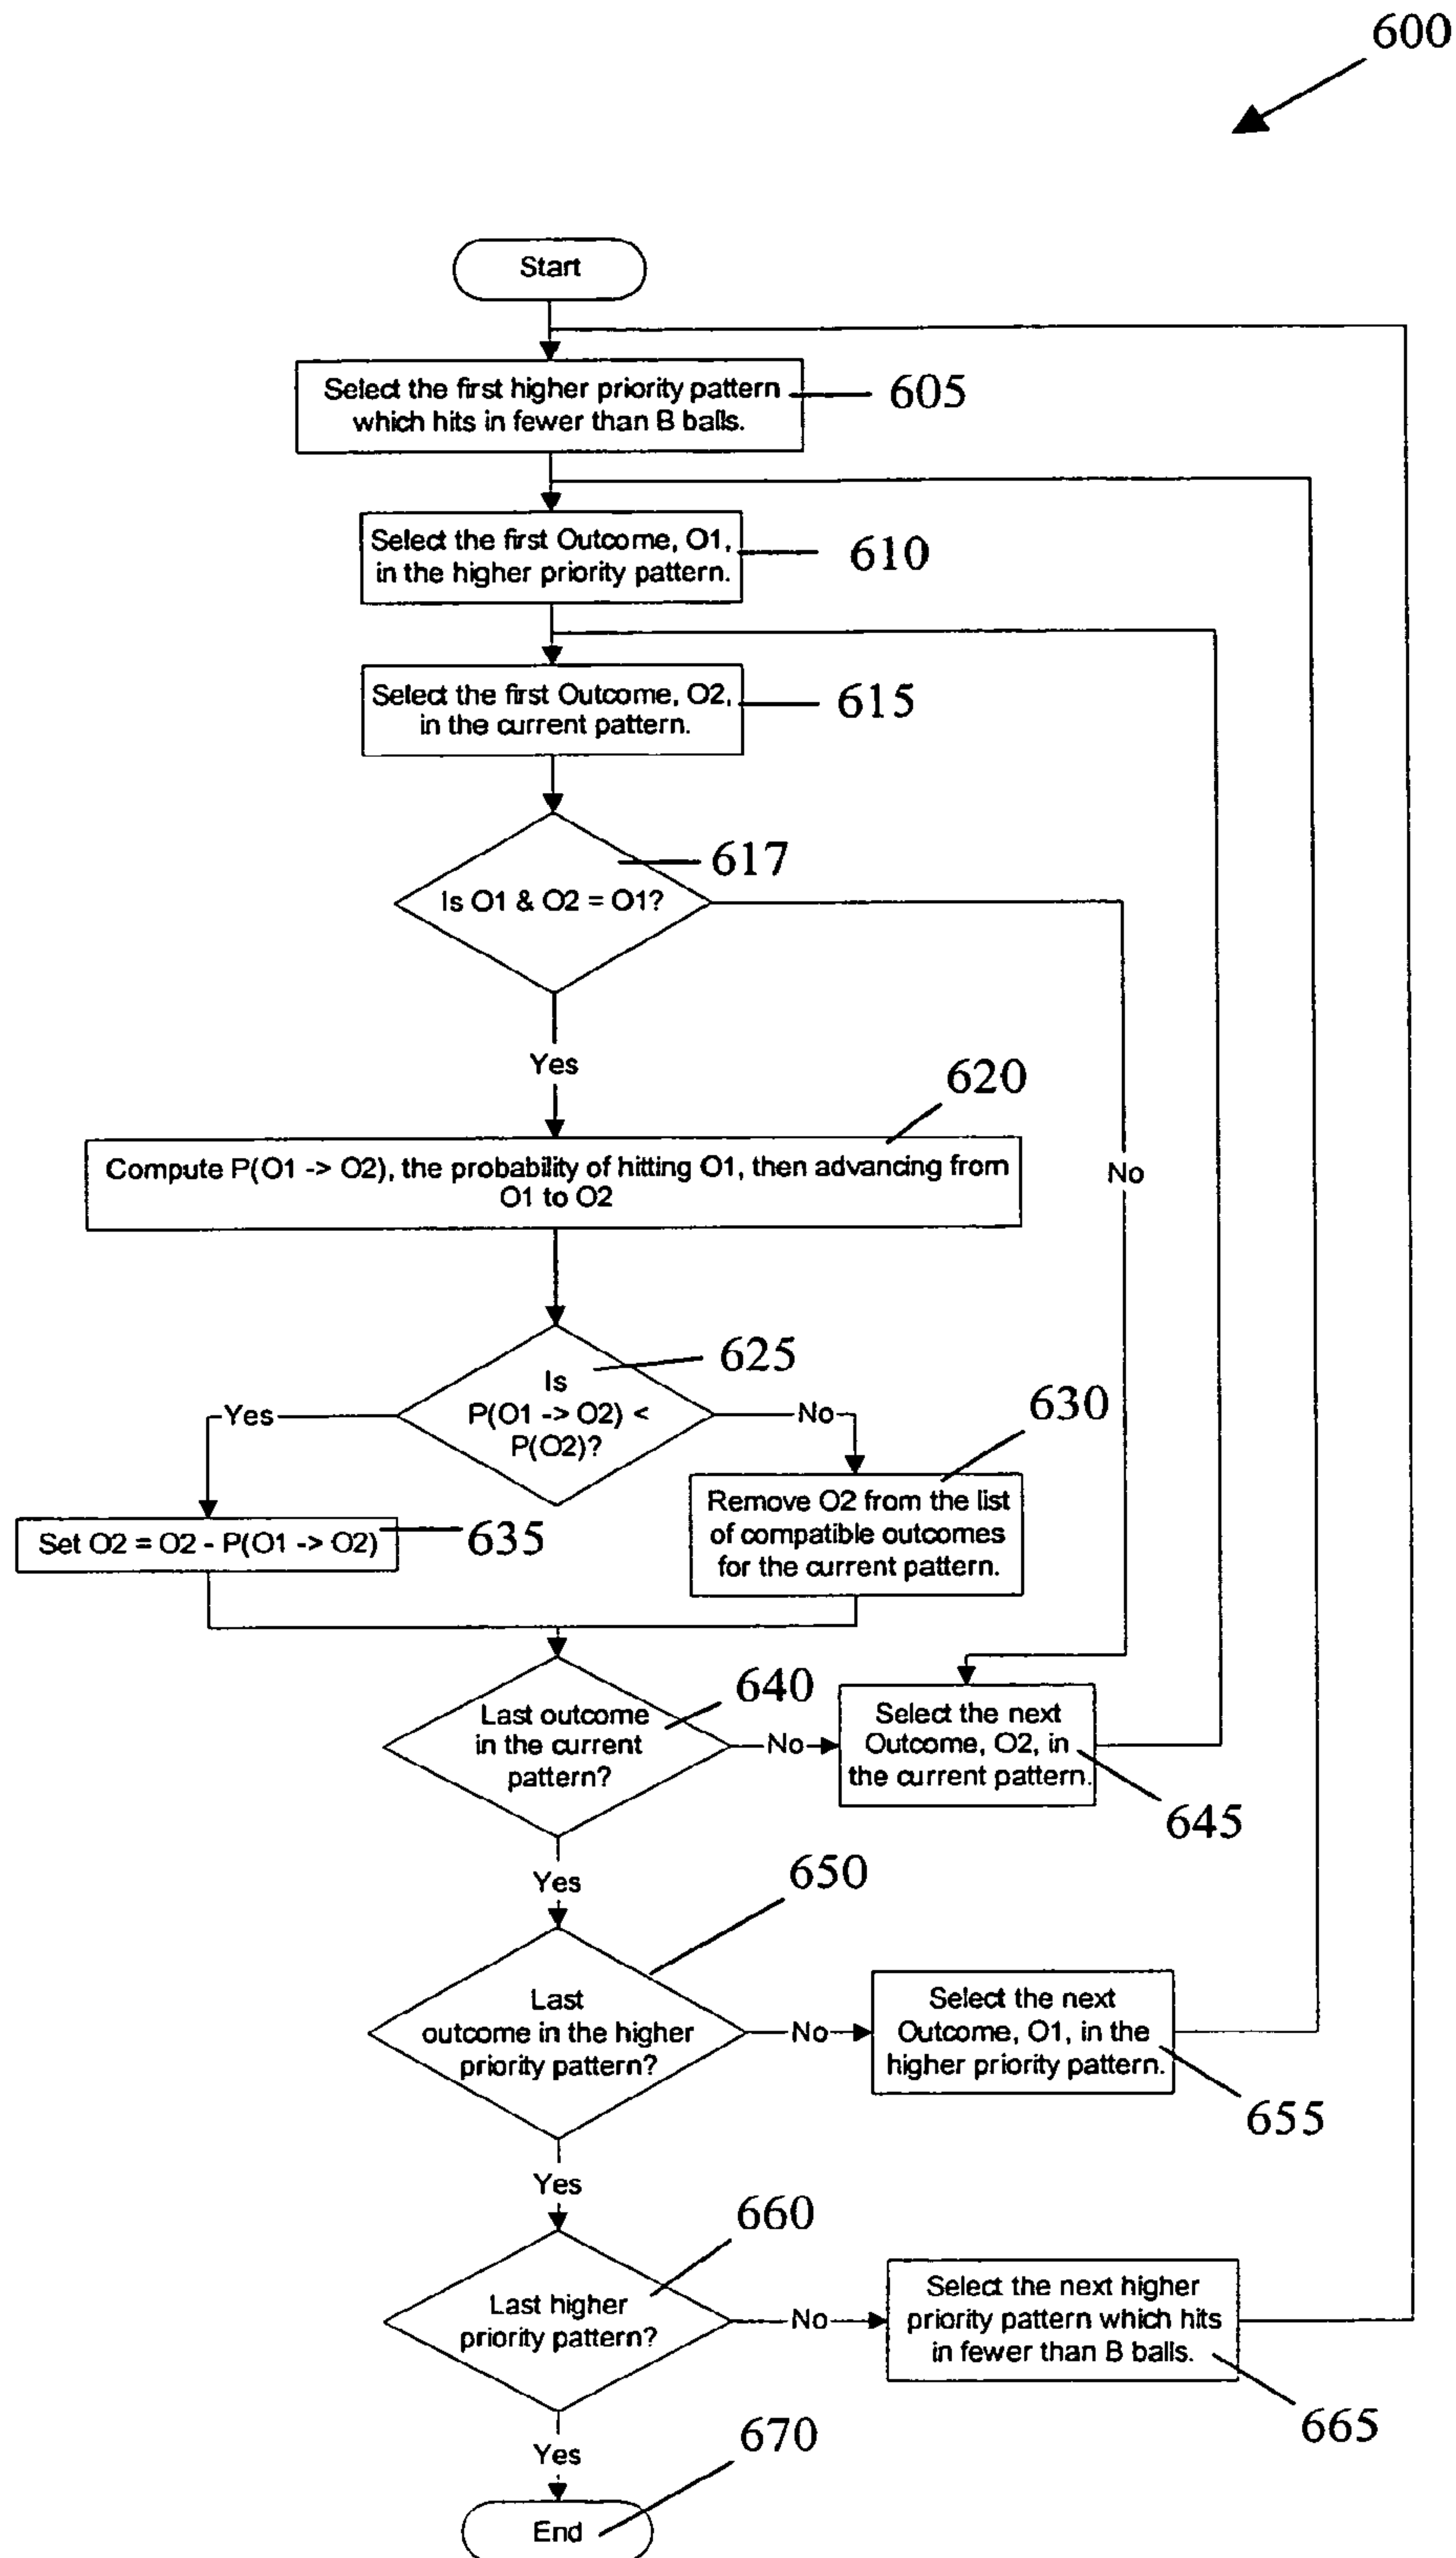 600
Start
Select the first higher priority pattern
which hits in fewer than B balls.
605
Select the first Outcome, O1,
in the higher priority pattern.
610
Select the first Outcome, O2,
in the current pattern.
615
617
Is O1 & O2 = O1?
Yes
No
620
Compute P(O1 -> O2), the probability of hitting O1, then advancing from
O1 to O2
625
Is
P(O1 -> O2) <
P(O2)?
Yes
No
630
Remove O2 from the list
of compatible outcomes
for the current pattern.
Set O2 = O2 - P(O1 -> O2)
635
640
Last outcome
in the current
pattern?
No
Select the next
Outcome, O2, in
the current pattern.
645
Yes
650
Last
outcome in the higher
priority pattern?
No
Select the next
Outcome, O1, in the
higher priority pattern.
655
Yes
660
Last higher
priority pattern?
No
Select the next higher
priority pattern which hits
in fewer than B balls.
665
Yes
670
End